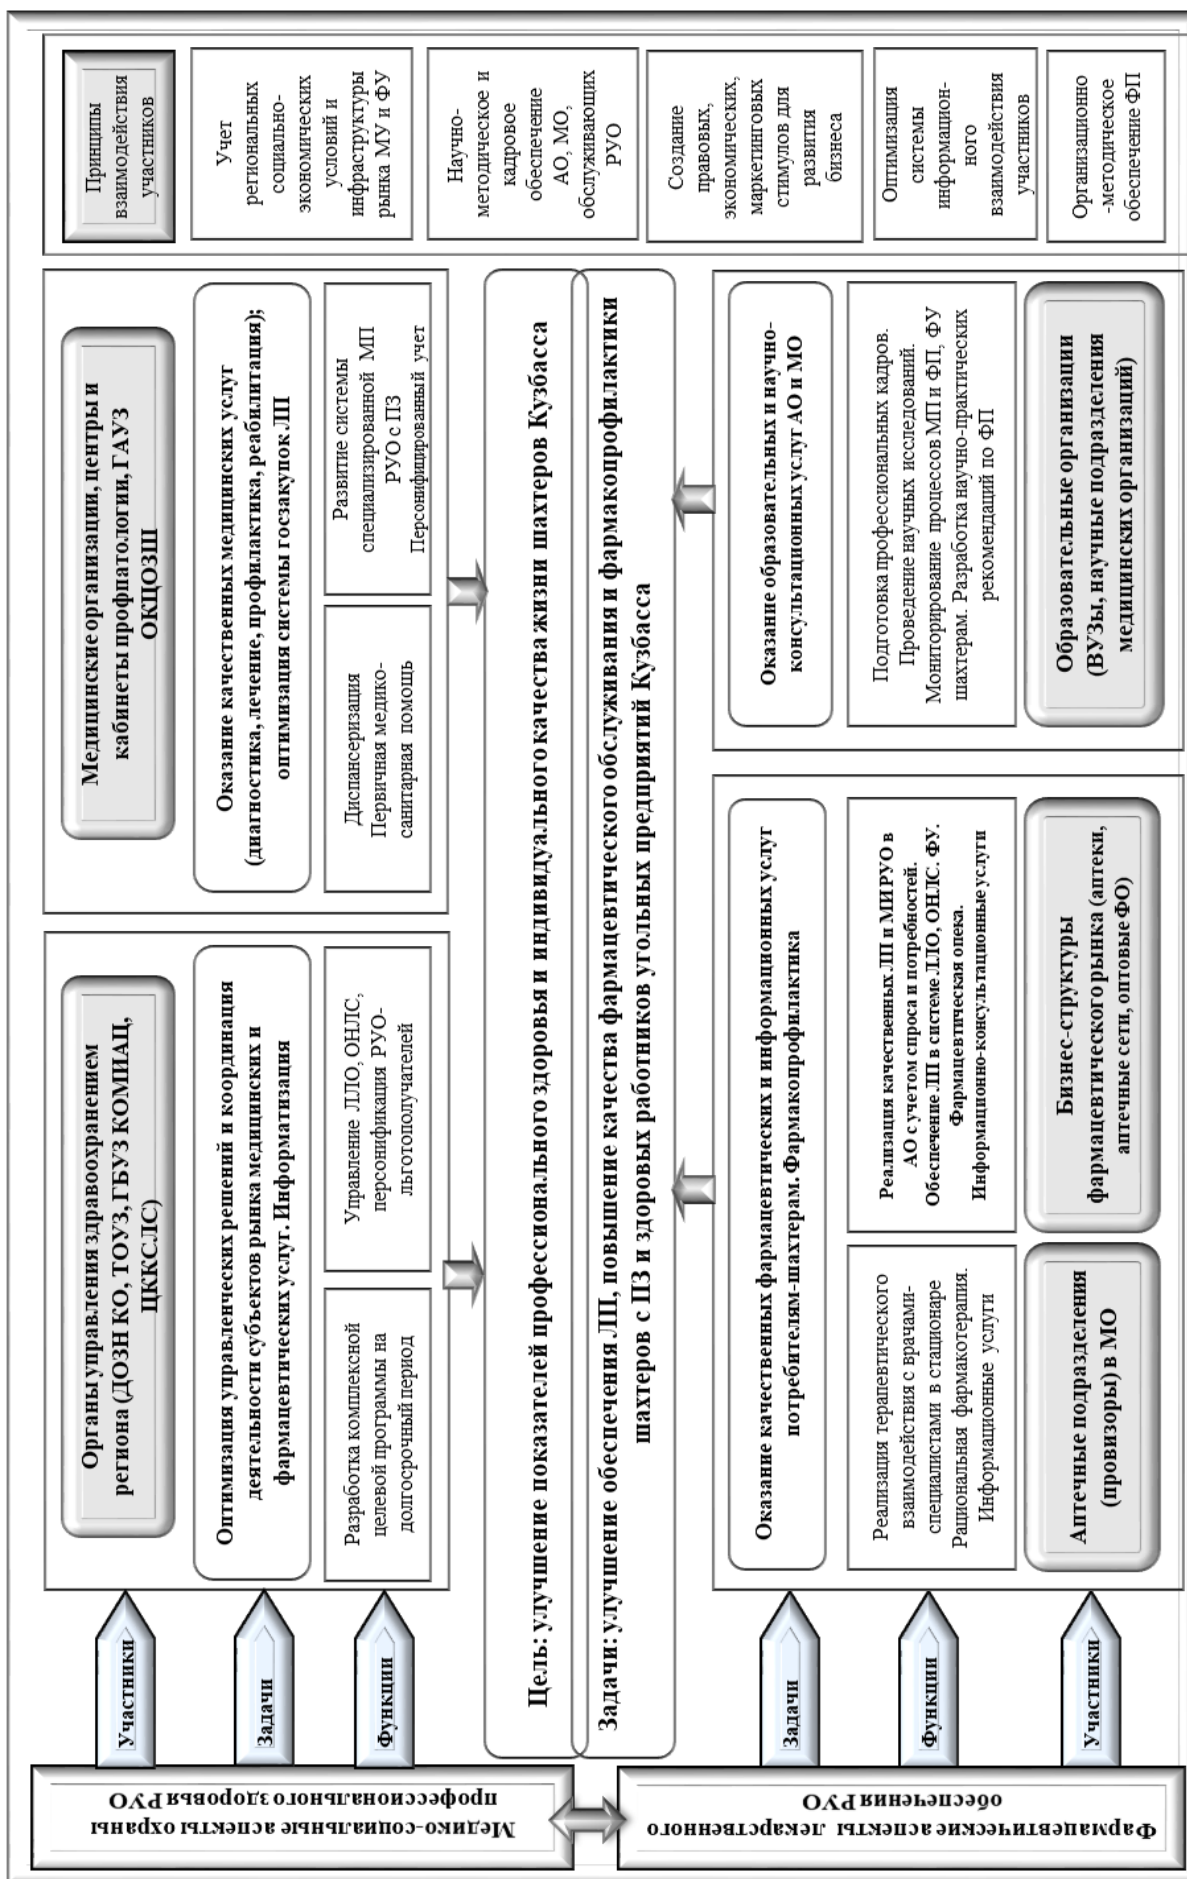 Медико-социальные аспекты охраны
профессионального здоровья РУО
Участники
Органы управления здравоохранением
региона (ДОЗН КО, ТОУЗ, ГБУЗ КОМИАЦ,
ЦККСЛС)
Медицинские организации, центры и
кабинеты профпатологии, ГАУЗ
ОКЦОЗШ
Принципы
взаимодействия
участников
Задачи
Оптимизация управленческих решений и координация
деятельности субъектов рынка медицинских и
фармацевтических услуг. Информатизация
Оказание качественных медицинских услуг
(диагностика, лечение, профилактика, реабилитация);
оптимизация системы госзакупок ЛП
Учет
региональных
социально-
экономических
условий и
инфраструктуры
рынка МУ и ФУ
Функции
Разработка комплексной
целевой программы на
долгосрочный период
Управление ЛЛО, ОНЛС,
персонификация РУО-
льготополучателей
Диспансеризация
Первичная медико-
санитарная помощь
Развитие системы
специализированной МП
РУО с ПЗ
Персонифицированный учет
Научно-
методическое и
кадровое
обеспечение
АО, МО,
обслуживающих
РУО
Цель: улучшение показателей профессионального здоровья и индивидуального качества жизни шахтеров Кузбасса
Задачи: улучшение обеспечения ЛП, повышение качества фармацевтического обслуживания и фармакопрофилактики
шахтеров с ПЗ и здоровых работников угольных предприятий Кузбасса
Создание
правовых,
экономических,
маркетинговых
стимулов для
развития
бизнеса
Фармацевтические аспекты лекарственного
обеспечения РУО
Задачи
Оказание качественных фармацевтических и информационных услуг
потребителям-шахтерам. Фармакопрофилактика
Оказание образовательных и научно-
консультационных услуг АО и МО
Функции
Реализация терапевтического
взаимодействия с врачами-
специалистами в стационаре
Рациональная фармакотерапия.
Информационные услуги
Реализация качественных ЛП и МИ РУО в
АО с учетом спроса и потребностей.
Обеспечение ЛП в системе ЛЛО, ОНЛС. ФУ.
Фармацевтическая опека.
Информационно-консультационные услуги
Подготовка профессиональных кадров.
Проведение научных исследований.
Мониторирование процессов МП и ФП, ФУ
шахтерам. Разработка научно-практических
рекомендаций по ФП
Оптимизация
системы
информацион-
ного
взаимодействия
участников
Участники
Аптечные подразделения
(провизоры) в МО
Бизнес-структуры
фармацевтического рынка (аптеки,
аптечные сети, оптовые ФО)
Образовательные организации
(ВУЗы, научные подразделения
медицинских организаций)
Организационно
-методическое
обеспечение ФП